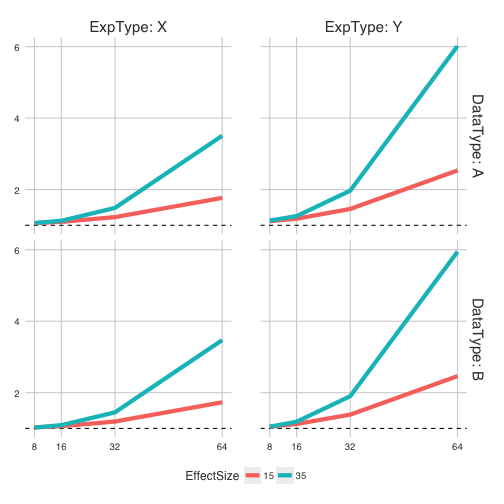 ExpType: X
ExpType: Y
6
4
2
DataType: A
6
4
2
DataType: B
8 16 32 64
8 16 32 64
EffectSize 15 35